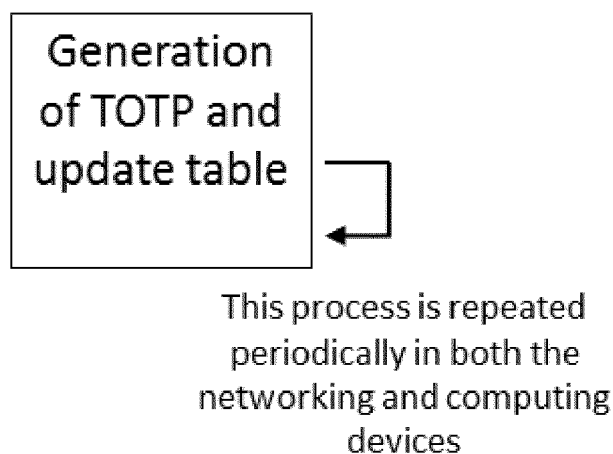 Generation
of TOTP and
update table
This process is repeated
periodically in both the
networking and computing
devices